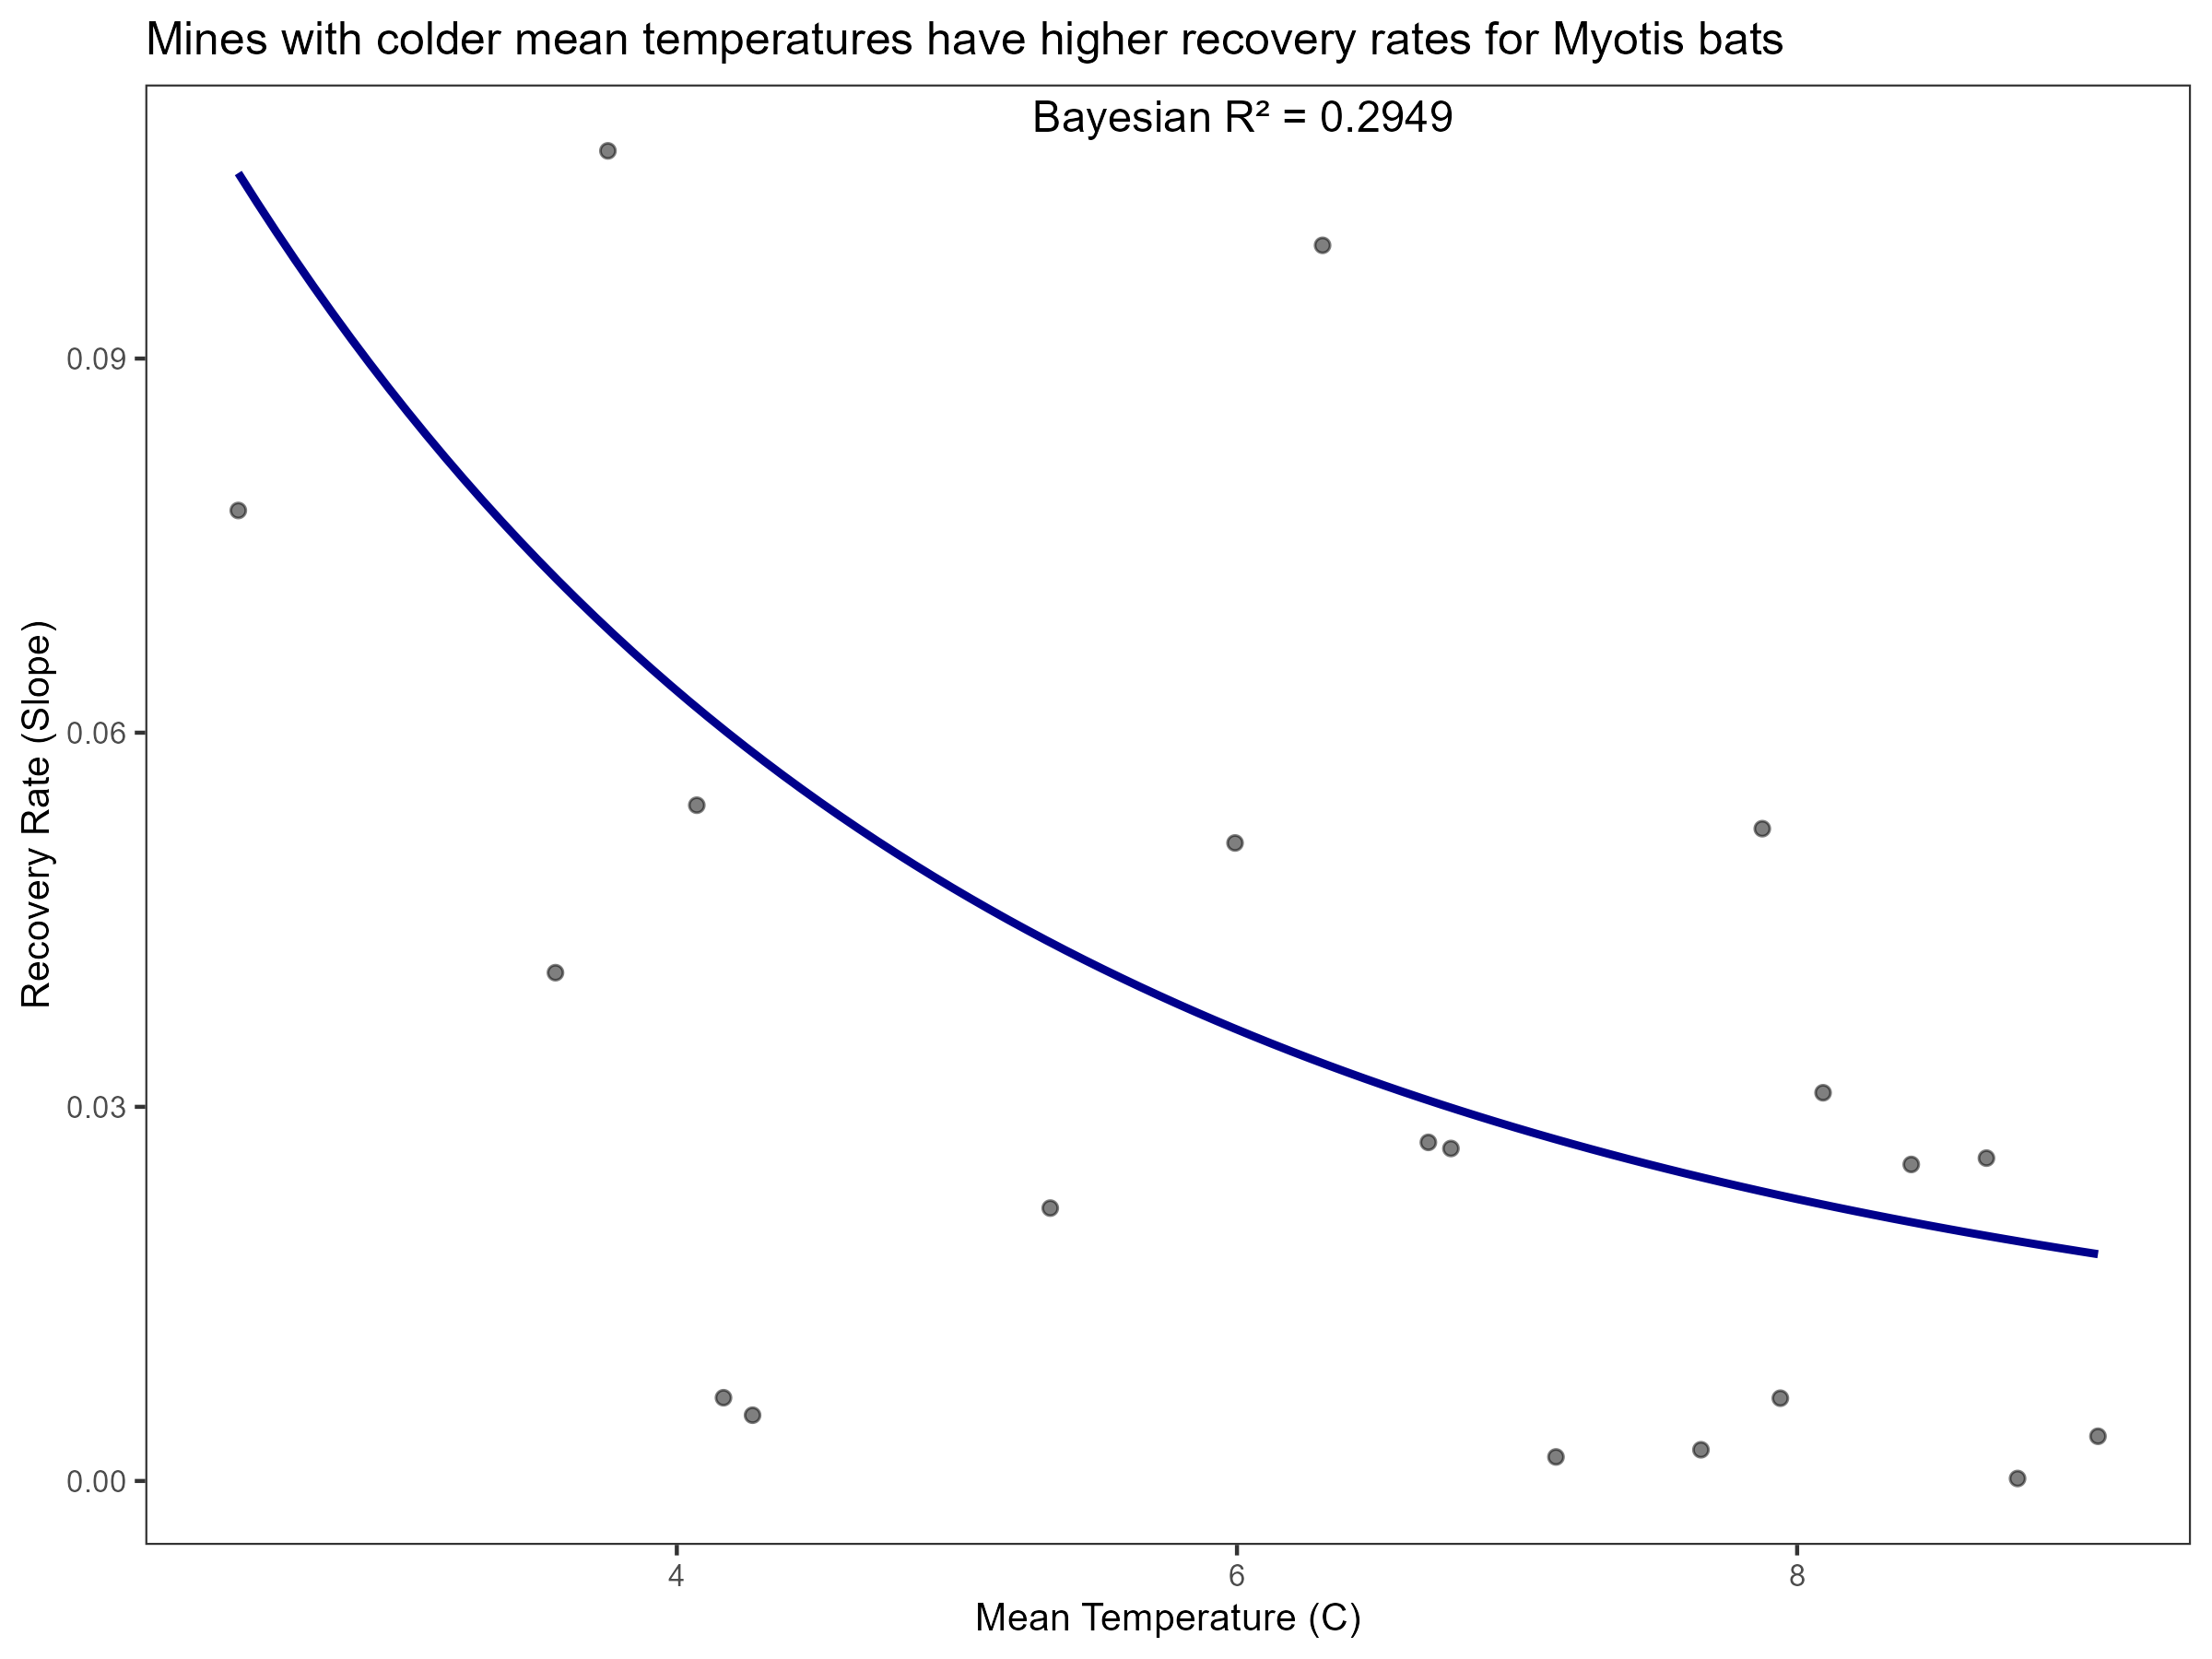 Mines with colder mean temperatures have higher recovery rates for Myotis bats
Bayesian R² = 0.2949
Recovery Rate (Slope)
0.09
0.06
0.03
0.00
4
6
8
Mean Temperature (C)